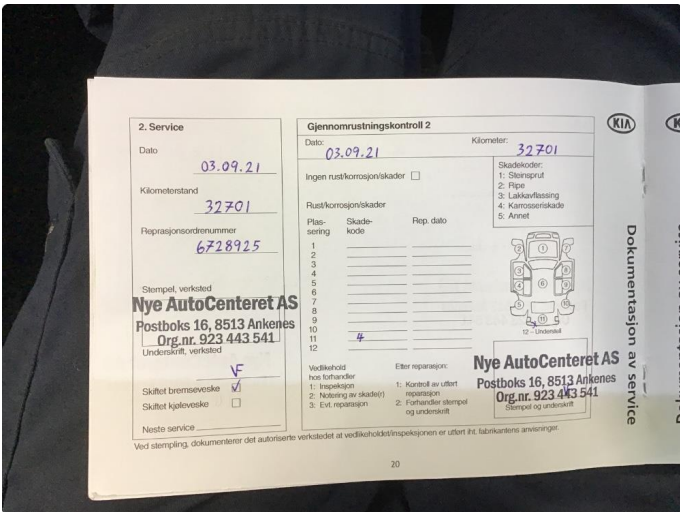 2. Service
Dato
03.09.21
Kilometerstand
32701
Reprasjonsordrenummer
6728925
Stempel, verksted
Nye AutoCenteret AS
Postboks 16, 8513 Ankenes
Org.nr. 923 443 541
Underskrift, verksted
VF
Skiftet bremsevæske
Skiftet kjølevæske
Neste service
Gjennomrustningskontroll 2
Dato:
03.09.21
Kilometer:
32701
Ingen rust/korrosjon/skader
Skadekoder:
1: Steinsprut
2: Ripe
3: Lakkavflassing
4: Karrosseriskade
5: Annet
Rust/korrosjon/skader
Plas- Skade- Rep. dato
sering kode
1
2
3
4
5
6
7
8
9
10
11 4
12
12 – Understell
Vedlikehold
hos forhandler
1: Inspeksjon
2: Notering av skade(r)
3: Evt. reparasjon
Etter reparasjon:
1: Kontroll av utført
reparasjon
2: Forhandler stempel
og underskrift
Nye AutoCenteret AS
Postboks 16, 8513 Ankenes
Org.nr. 923 443 541
Stempel og underskrift
Ved stempling, dokumenterer det autoriserte verkstedet at vedlikeholdet/inspeksjonen er utført iht. fabrikantens anvisninger.
20
KIA
Dokumentasjon av service